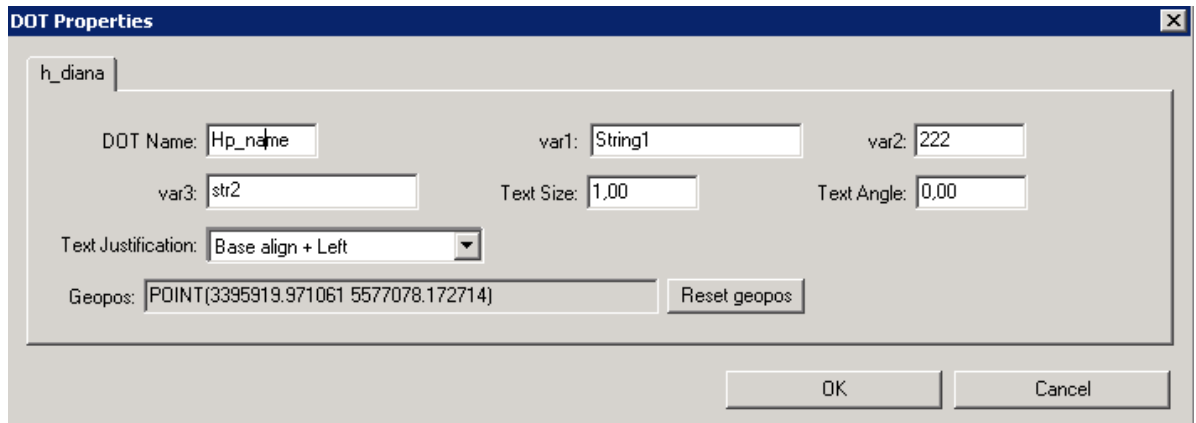 DOT Properties
h_diana
DOT Name: Hp_name var1: String1 var2: 222
var3: str2 Text Size: 1,00 Text Angle: 0,00
Text Justification: Base align + Left
Geopos: POINT(3395919.971061 5577078.172714) Reset geopos
OK Cancel